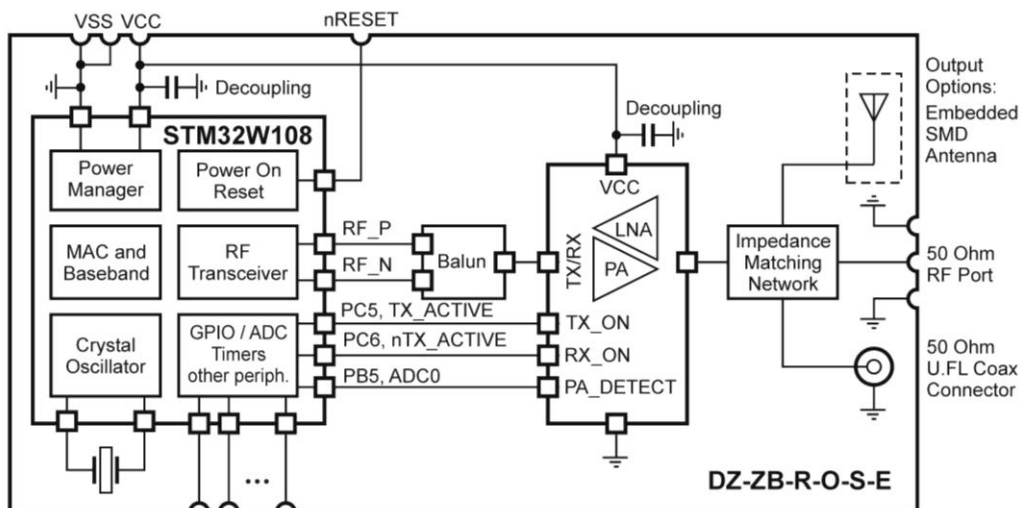 VSS VCC
nRESET
Decoupling
Decoupling
Output
Options:
Embedded
SMD
Antenna
STM32W108
Power
Manager
Power On
Reset
VCC
MAC and
Baseband
RF
Transceiver
RF_P
RF_N
Balun
TX/RX
LNA
PA
Impedance
Matching
Network
50 Ohm
RF Port
Crystal
Oscillator
GPIO / ADC
Timers
other periph.
PC5, TX_ACTIVE
PC6, nTX_ACTIVE
PB5, ADC0
TX_ON
RX_ON
PA_DETECT
50 Ohm
U.FL Coax
Connector
...
DZ-ZB-R-O-S-E